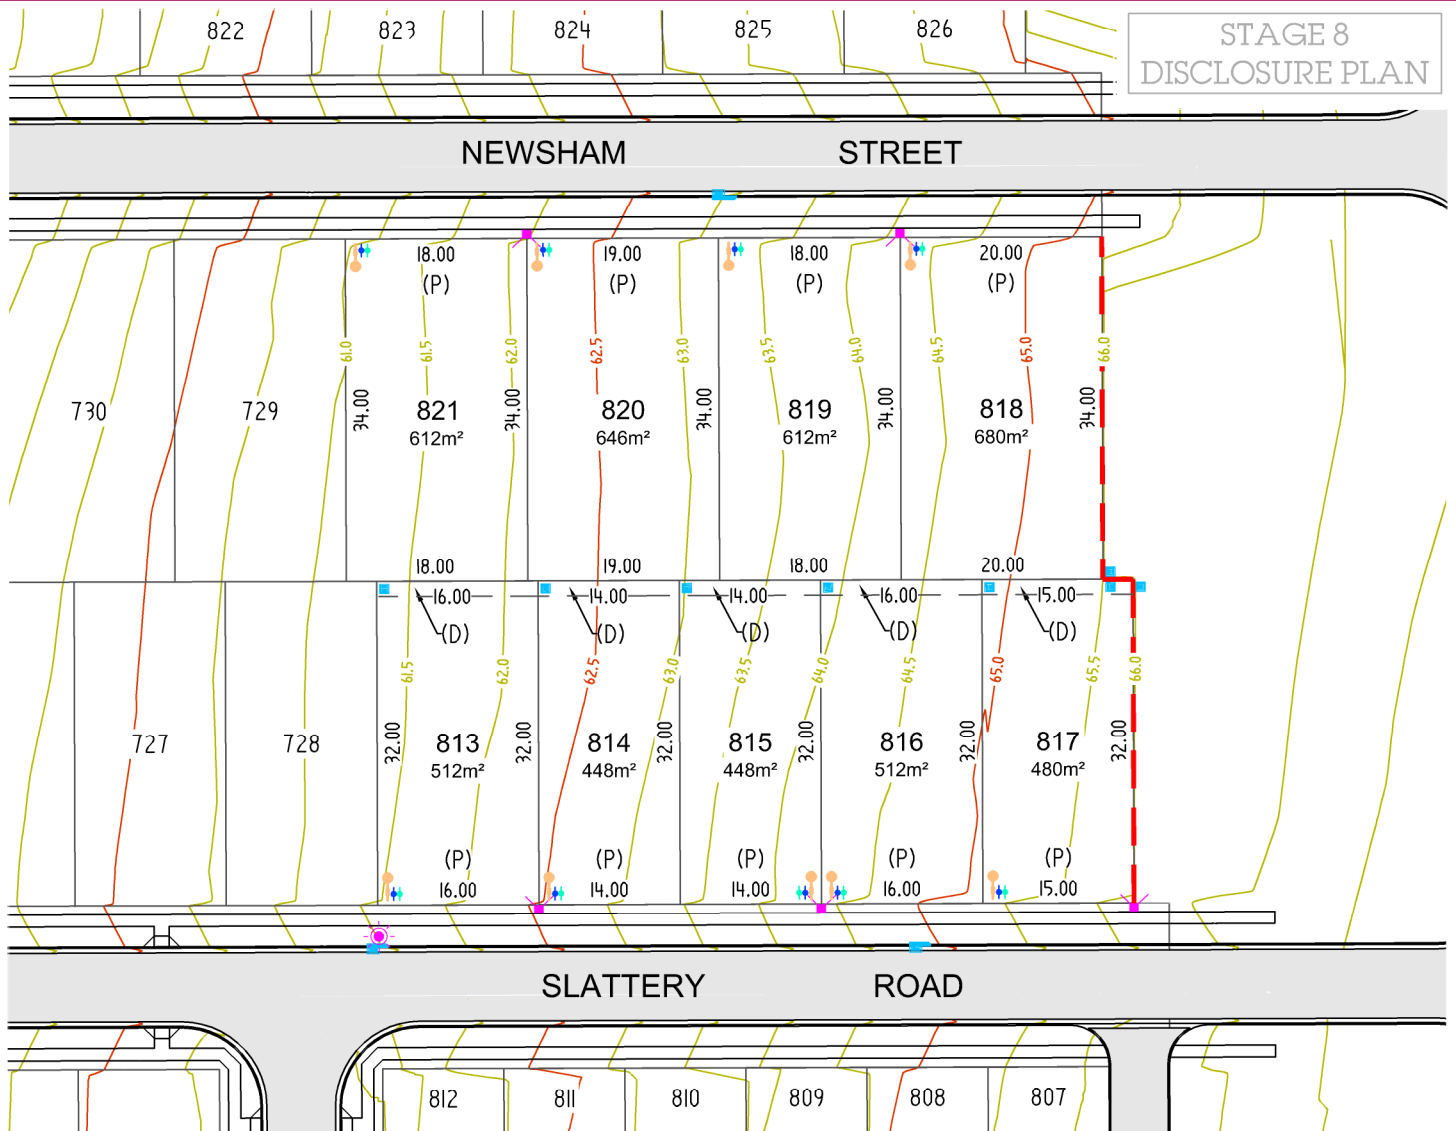 STAGE 8
DISCLOSURE PLAN
822 823 824 825 826
NEWSHAM STREET
18.00 19.00 18.00 20.00
(P) (P) (P) (P)
61.0 61.5 62.0 62.5 63.0 63.5 64.0 64.5 65.0 66.0
730 729 34.00 821 34.00 820 34.00 819 34.00 818 34.00
612m² 646m² 612m² 680m²
18.00 19.00 18.00 20.00
16.00 14.00 14.00 16.00 15.00
(D) (D) (D) (D) (D)
61.5 62.0 62.5 63.0 63.5 64.0 64.5 65.0 65.5 66.0
727 728 32.00 813 32.00 814 32.00 815 32.00 816 32.00 817 32.00
512m² 448m² 448m² 512m² 480m²
(P) (P) (P) (P) (P)
16.00 14.00 14.00 16.00 15.00
SLATTERY ROAD
812 811 810 809 808 807